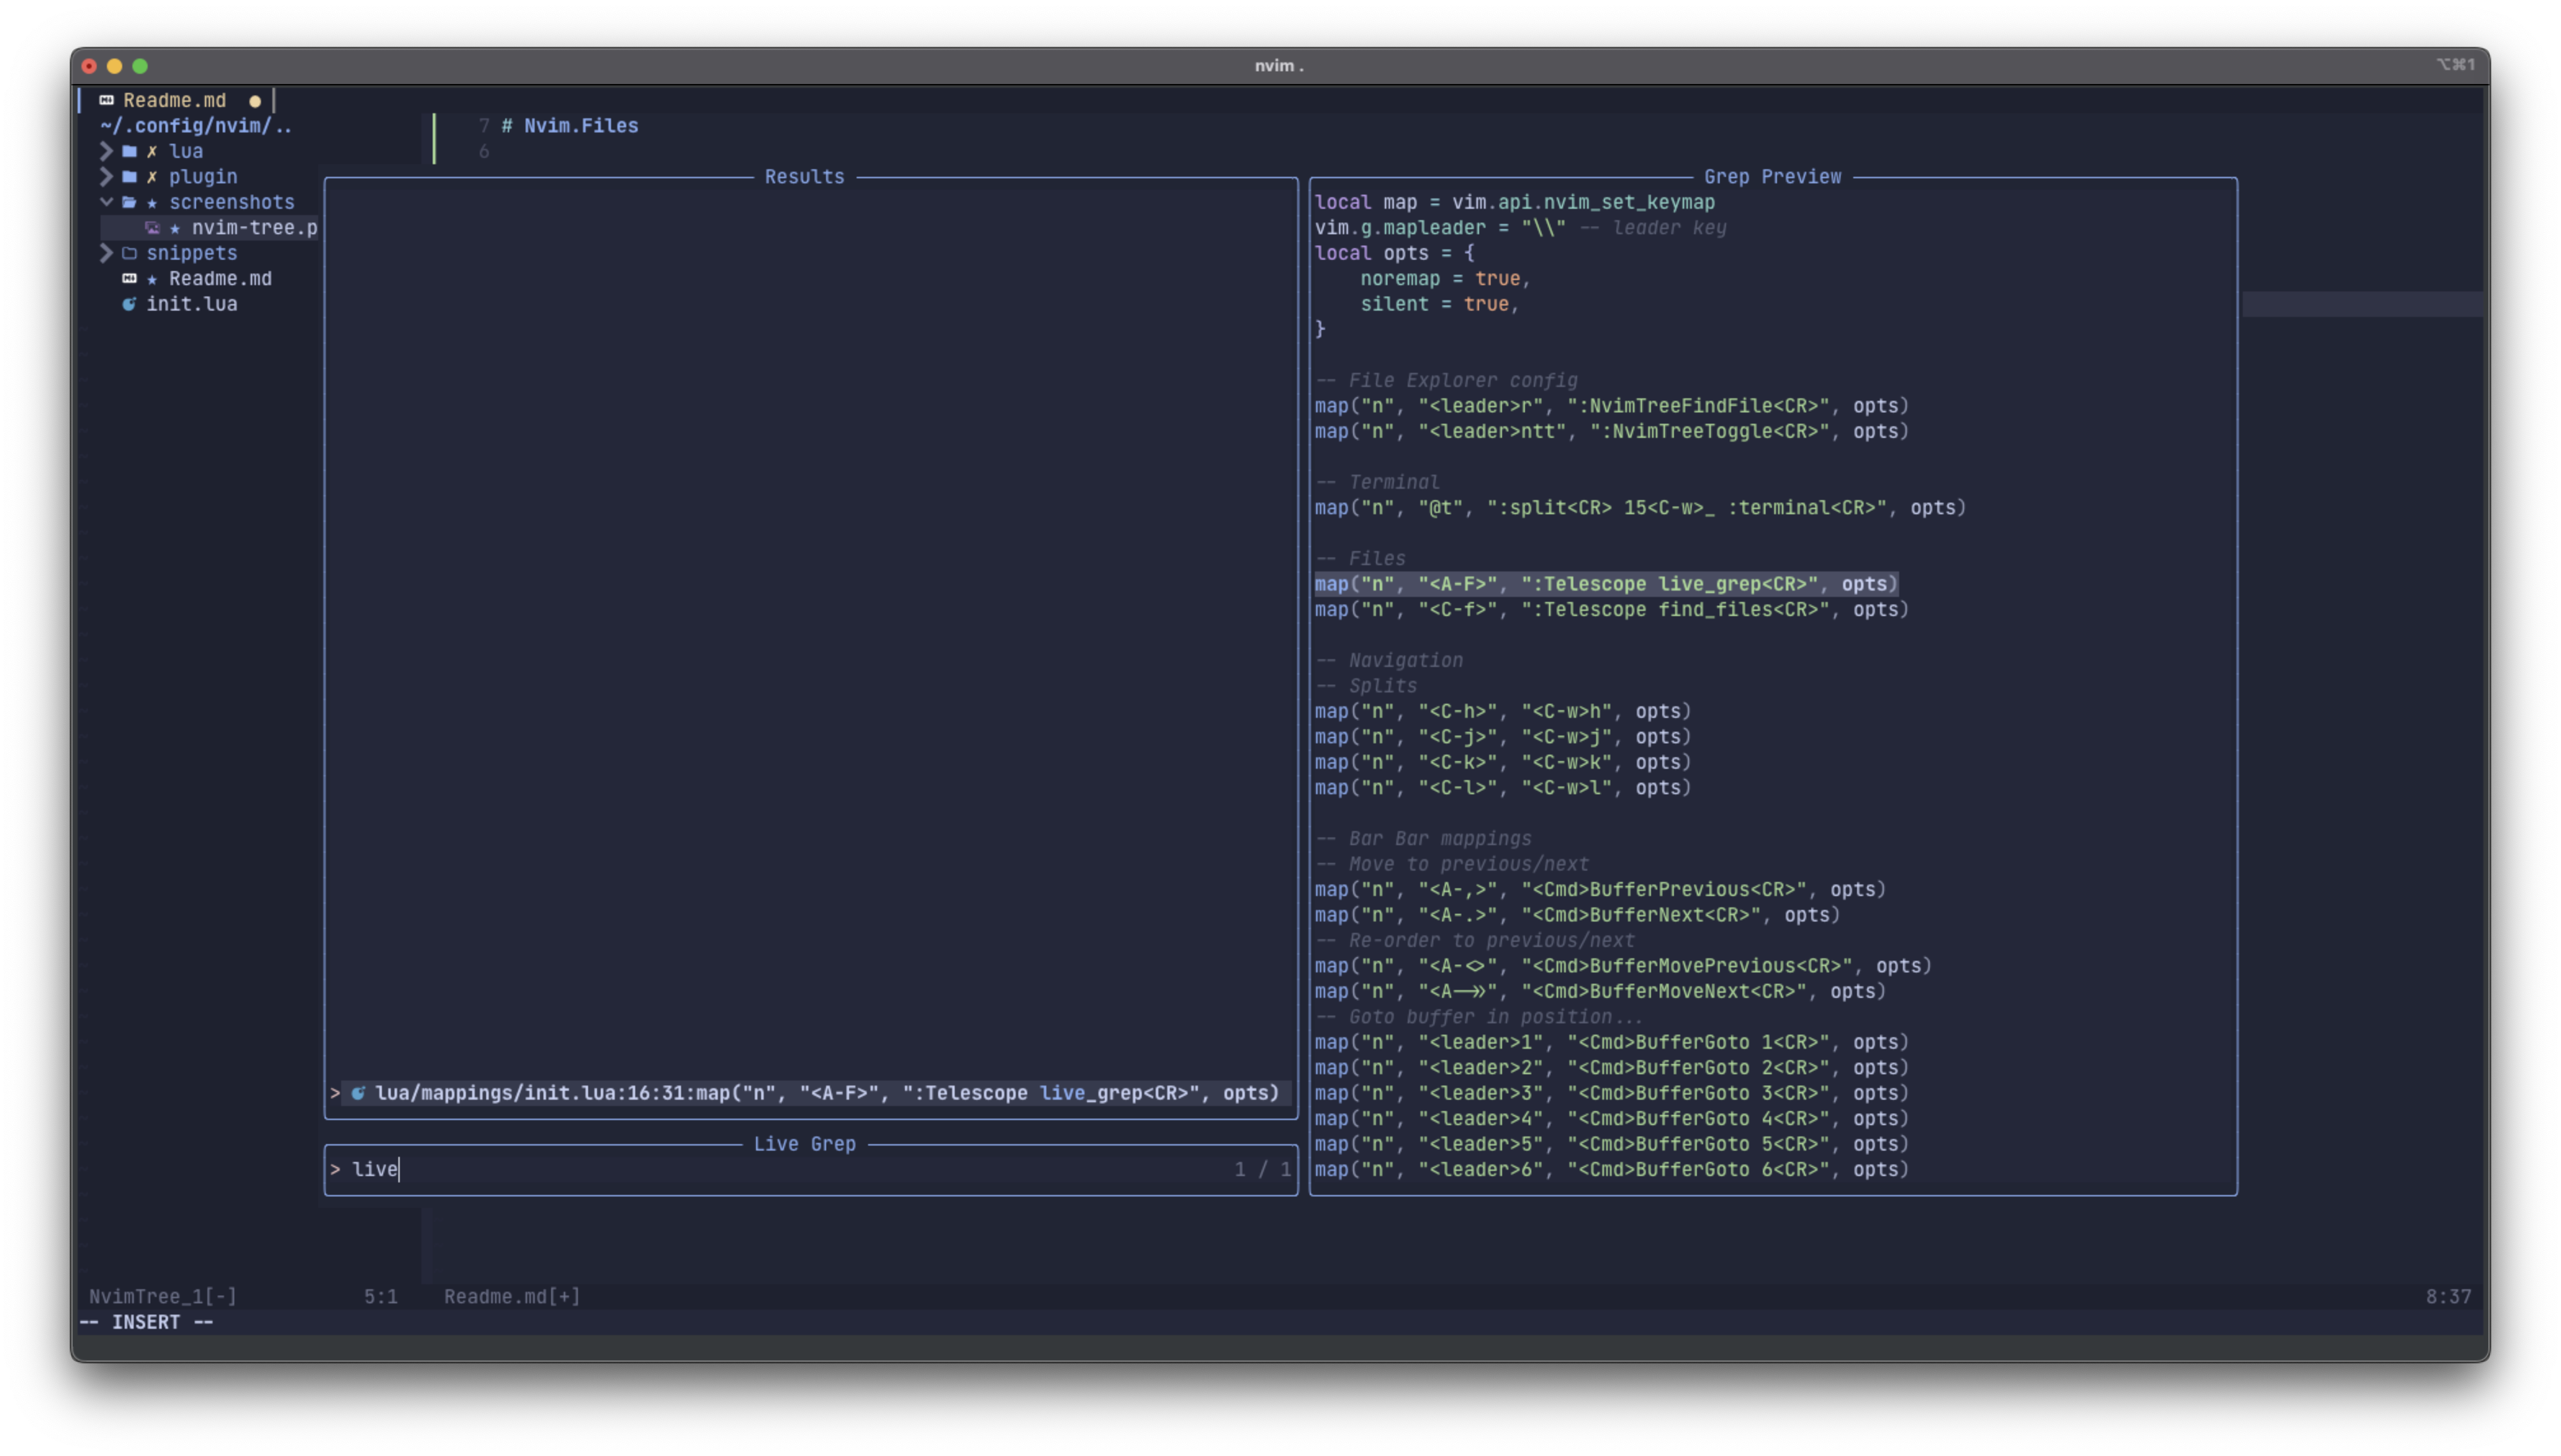 nvim .
⌥⌘1
Readme.md
~/.config/nvim/..
lua
plugin
screenshots
nvim-tree.p
snippets
Readme.md
init.lua
7 # Nvim.Files
6
Results
> lua/mappings/init.lua:16:31:map("n", "<A-F>", ":Telescope live_grep<CR>", opts)
Live Grep
> live 1 / 1
Grep Preview
local map = vim.api.nvim_set_keymap
vim.g.mapleader = "\\" -- leader key
local opts = {
    noremap = true,
    silent = true,
}
-- File Explorer config
map("n", "<leader>r", ":NvimTreeFindFile<CR>", opts)
map("n", "<leader>ntt", ":NvimTreeToggle<CR>", opts)
-- Terminal
map("n", "@t", ":split<CR> 15<C-w>_ :terminal<CR>", opts)
-- Files
map("n", "<A-F>", ":Telescope live_grep<CR>", opts)
map("n", "<C-f>", ":Telescope find_files<CR>", opts)
-- Navigation
-- Splits
map("n", "<C-h>", "<C-w>h", opts)
map("n", "<C-j>", "<C-w>j", opts)
map("n", "<C-k>", "<C-w>k", opts)
map("n", "<C-l>", "<C-w>l", opts)
-- Bar Bar mappings
-- Move to previous/next
map("n", "<A-,>", "<Cmd>BufferPrevious<CR>", opts)
map("n", "<A-.>", "<Cmd>BufferNext<CR>", opts)
-- Re-order to previous/next
map("n", "<A-<>", "<Cmd>BufferMovePrevious<CR>", opts)
map("n", "<A->>", "<Cmd>BufferMoveNext<CR>", opts)
-- Goto buffer in position...
map("n", "<leader>1", "<Cmd>BufferGoto 1<CR>", opts)
map("n", "<leader>2", "<Cmd>BufferGoto 2<CR>", opts)
map("n", "<leader>3", "<Cmd>BufferGoto 3<CR>", opts)
map("n", "<leader>4", "<Cmd>BufferGoto 4<CR>", opts)
map("n", "<leader>5", "<Cmd>BufferGoto 5<CR>", opts)
map("n", "<leader>6", "<Cmd>BufferGoto 6<CR>", opts)
NvimTree_1[-] 5:1 Readme.md[+] 8:37
-- INSERT --